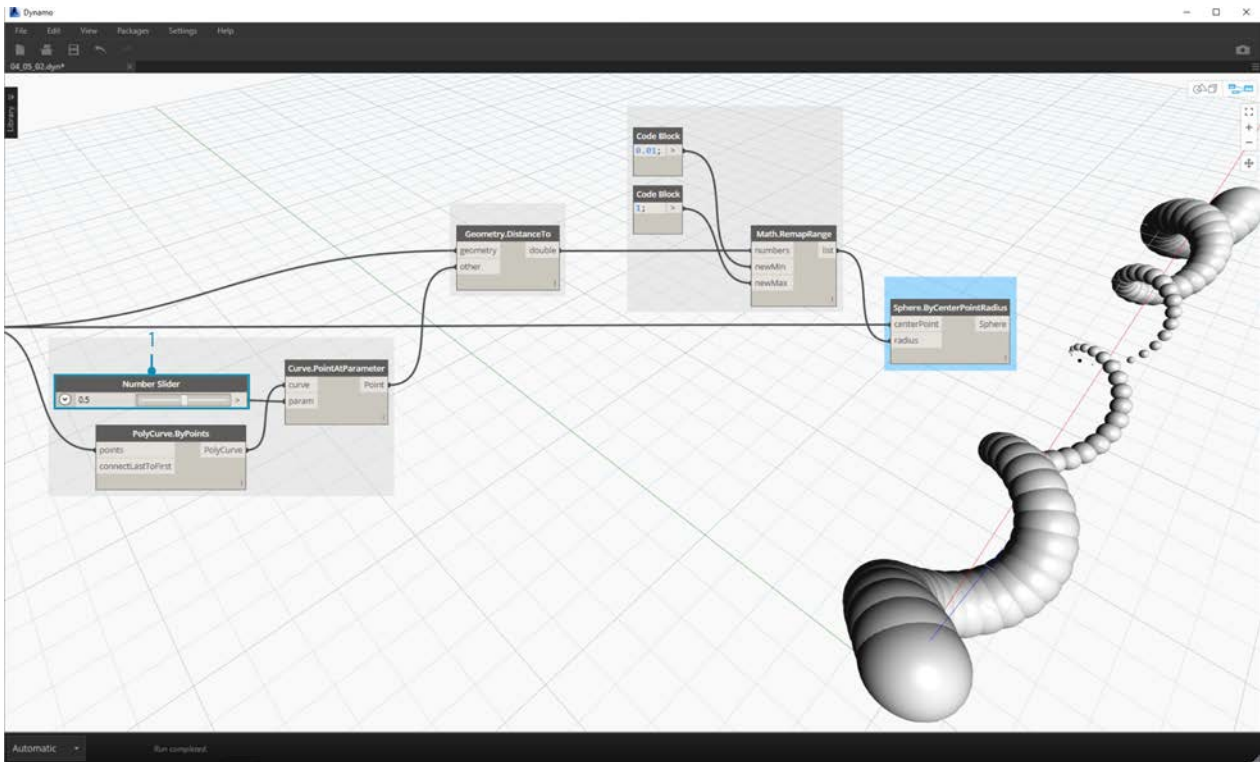 Dynamo
File Edit View Packages Settings Help
04_05_02.dyn*
Library
Code Block
0.01; >
Code Block
1; >
Geometry.DistanceTo
geometry double
other
Math.RemapRange
numbers list
newMin
newMax
Sphere.ByCenterPointRadius
centerPoint Sphere
radius
1
Number Slider
0.5 >
Curve.PointAtParameter
curve Point
param
PolyCurve.ByPoints
points PolyCurve
connectLastToFirst
Automatic Run completed.